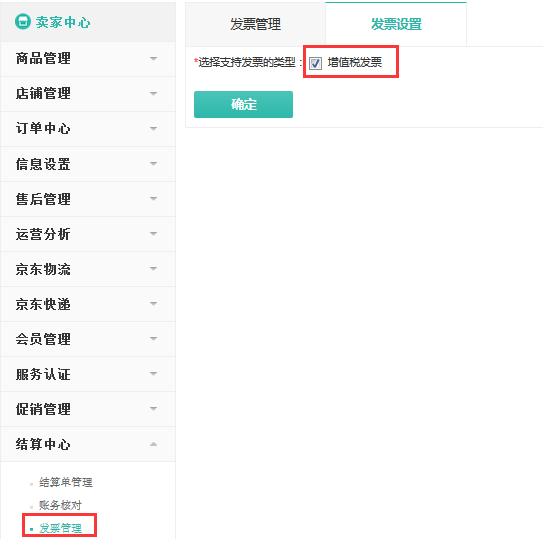 卖家中心
商品管理
店铺管理
订单中心
信息设置
售后管理
运营分析
京东物流
京东快递
会员管理
服务认证
促销管理
结算中心
结算单管理
账务核对
发票管理
发票管理 发票设置
*选择支持发票的类型： 增值税发票
确定